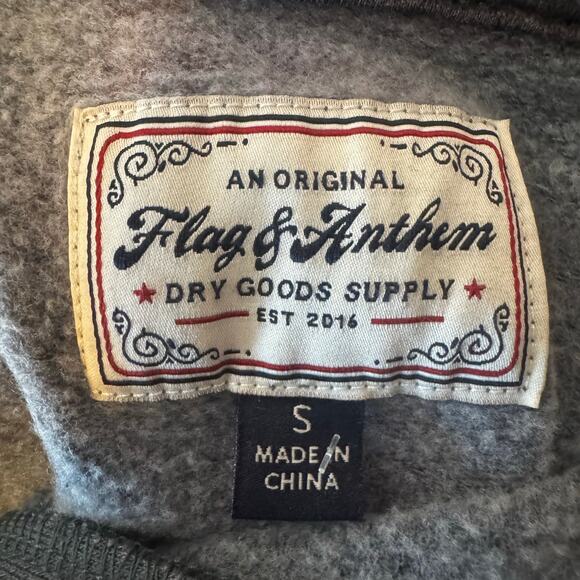 AN ORIGINAL
Flag & Anthem
DRY GOODS SUPPLY
EST 2016
S
MADE IN
CHINA